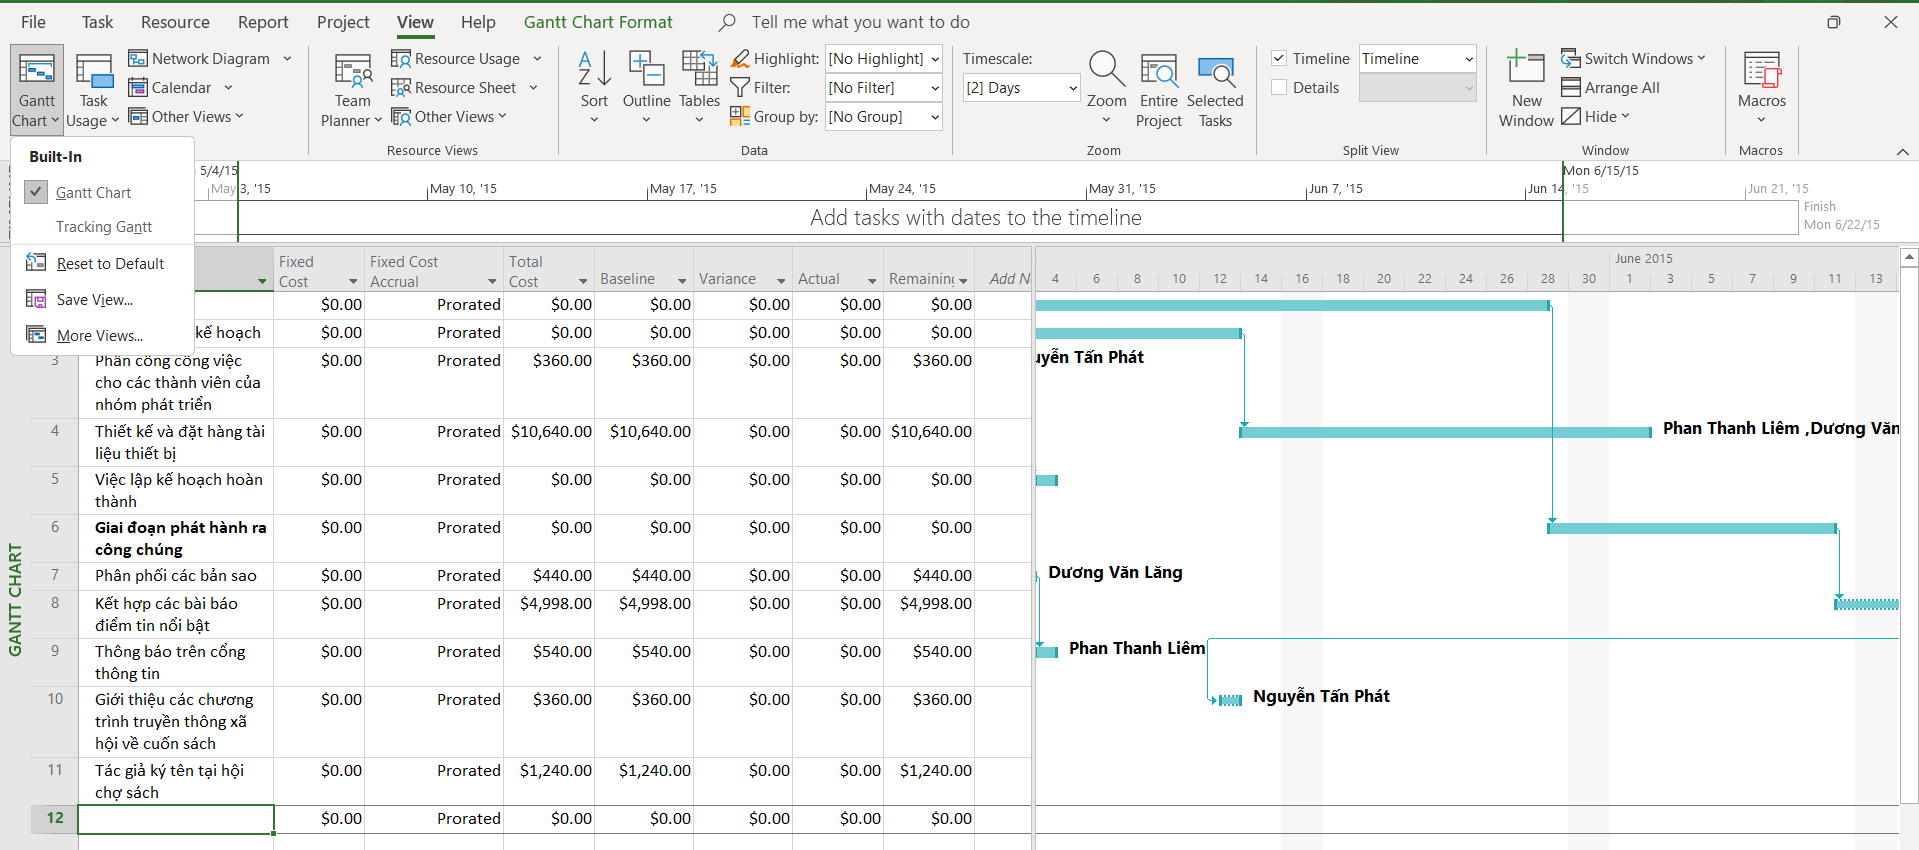 File Task Resource Report Project View Help Gantt Chart Format Tell me what you want to do
Gantt Chart
Task Usage
Network Diagram
Calendar
Other Views
Team Planner
Resource Usage
Resource Sheet
Other Views
Resource Views
Sort
Outline
Tables
Highlight: [No Highlight]
Filter: [No Filter]
Group by: [No Group]
Data
Timescale:
[2] Days
Zoom
Entire Project
Selected Tasks
Zoom
Timeline Timeline
Details
Split View
New Window
Switch Windows
Arrange All
Hide
Window
Macros
Macros
Built-In
Gantt Chart
Tracking Gantt
Reset to Default
Save View...
More Views...
5/4/15
May 3, '15 May 10, '15 May 17, '15 May 24, '15 May 31, '15 Jun 7, '15 Jun 14, '15 Jun 21, '15
Mon 6/15/15
Add tasks with dates to the timeline
Finish
Mon 6/22/15
Fixed Cost Fixed Cost Accrual Total Cost Baseline Variance Actual Remaining Add
June 2015
4 6 8 10 12 14 16 18 20 22 24 26 28 30 1 3 5 7 9 11 13
$0.00 Prorated $0.00 $0.00 $0.00 $0.00 $0.00
kế hoạch $0.00 Prorated $0.00 $0.00 $0.00 $0.00 $0.00
3 Phân công công việc $0.00 Prorated $360.00 $360.00 $0.00 $0.00 $360.00
cho các thành viên của
nhóm phát triển
4 Thiết kế và đặt hàng tài $0.00 Prorated $10,640.00 $10,640.00 $0.00 $0.00 $10,640.00
liệu thiết bị
5 Việc lập kế hoạch hoàn $0.00 Prorated $0.00 $0.00 $0.00 $0.00 $0.00
thành
6 Giai đoạn phát hành ra $0.00 Prorated $0.00 $0.00 $0.00 $0.00 $0.00
công chúng
7 Phân phối các bản sao $0.00 Prorated $440.00 $440.00 $0.00 $0.00 $440.00
8 Kết hợp các bài báo $0.00 Prorated $4,998.00 $4,998.00 $0.00 $0.00 $4,998.00
điểm tin nổi bật
9 Thông báo trên cổng $0.00 Prorated $540.00 $540.00 $0.00 $0.00 $540.00
thông tin
10 Giới thiệu các chương $0.00 Prorated $360.00 $360.00 $0.00 $0.00 $360.00
trình truyền thông xã
hội về cuốn sách
11 Tác giả ký tên tại hội $0.00 Prorated $1,240.00 $1,240.00 $0.00 $0.00 $1,240.00
chợ sách
12 $0.00 Prorated $0.00 $0.00 $0.00 $0.00 $0.00
GANTT CHART
Tấn Phát
Phan Thanh Liêm ,Dương Văn
Dương Văn Lăng
Phan Thanh Liêm
Nguyễn Tấn Phát